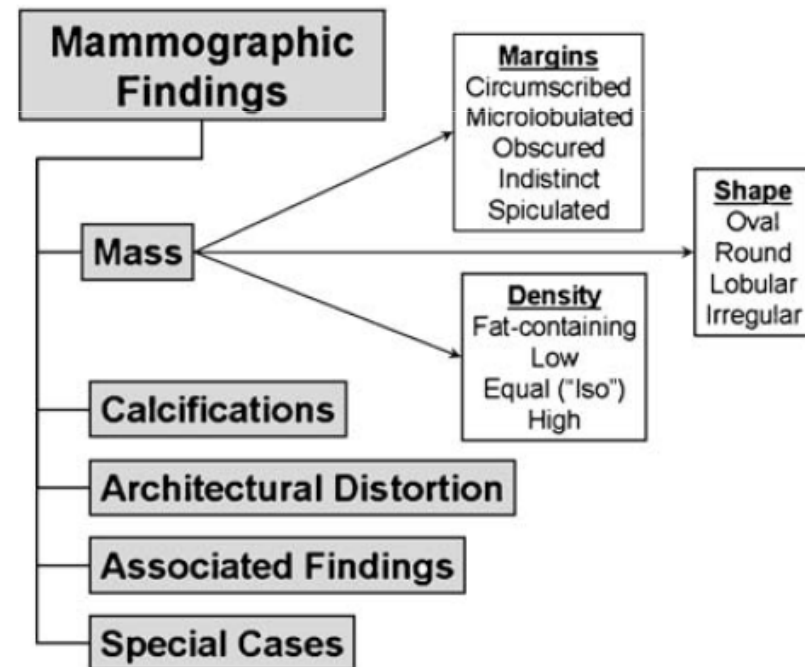 Mammographic
Findings
Margins
Circumscribed
Microlobulated
Obscured
Indistinct
Spiculated
Mass
Shape
Oval
Round
Lobular
Irregular
Density
Fat-containing
Low
Equal ("Iso")
High
Calcifications
Architectural Distortion
Associated Findings
Special Cases